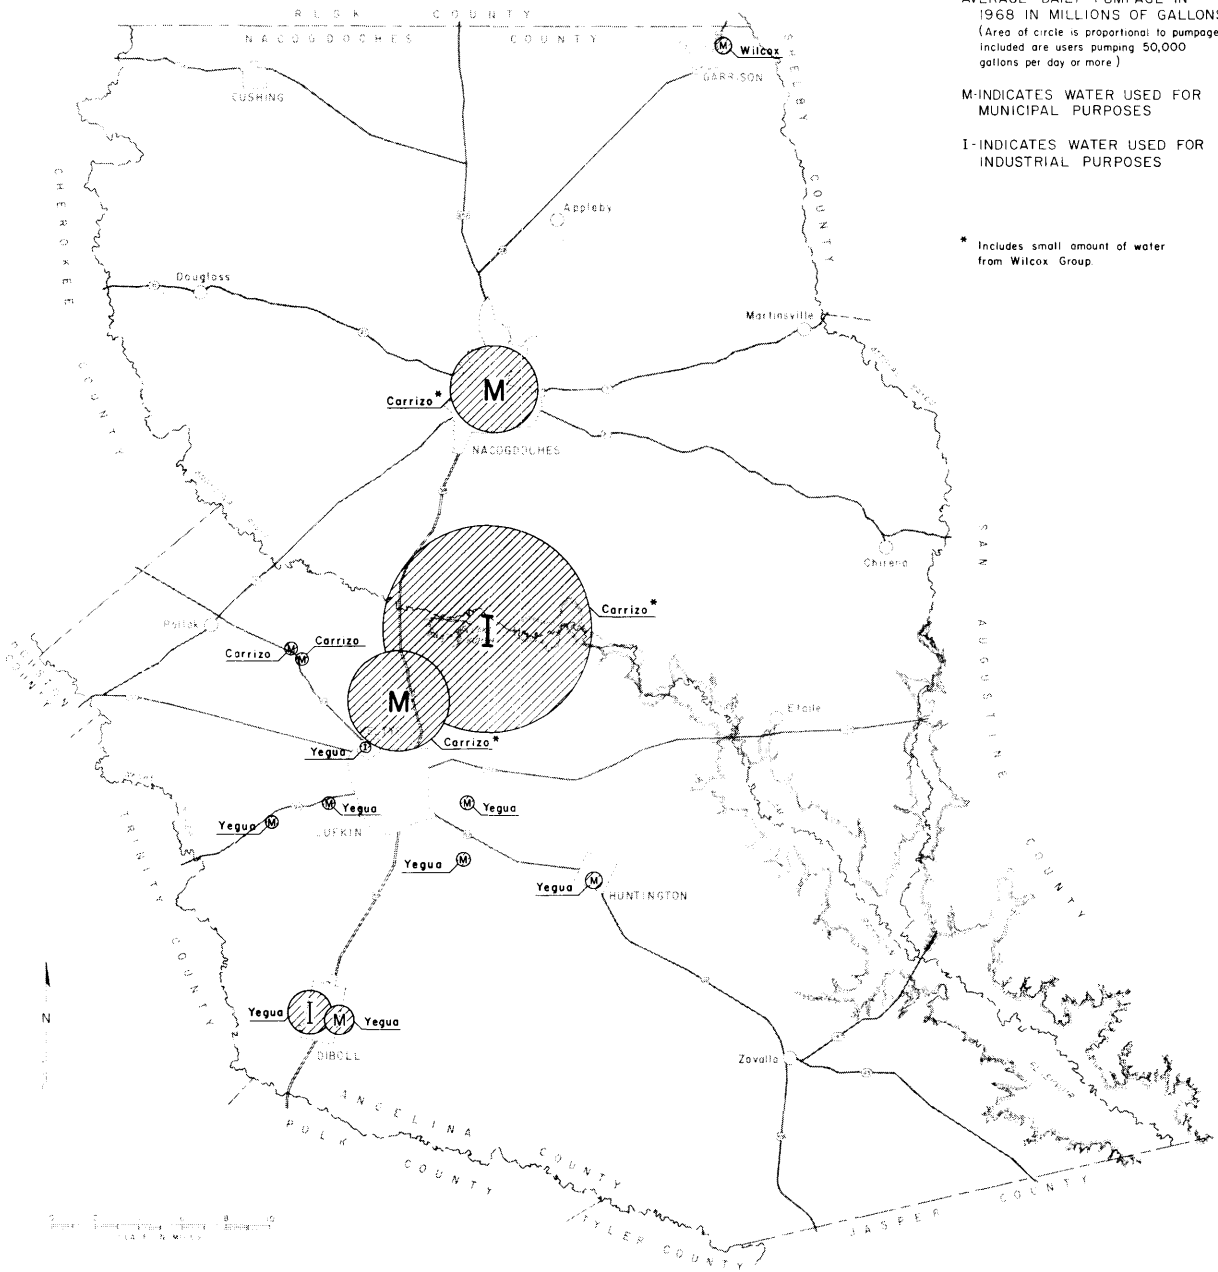 RUSK COUNTY
NACOGDOCHES COUNTY
AVERAGE DAILY PUMPAGE IN
1968 IN MILLIONS OF GALLONS
(Area of circle is proportional to pumpage
Included are users pumping 50,000
gallons per day or more)
M-INDICATES WATER USED FOR
MUNICIPAL PURPOSES
I-INDICATES WATER USED FOR
INDUSTRIAL PURPOSES
* Includes small amount of water
from Wilcox Group.
M
Wilcox
GARRISON
CUSHING
SHELBY COUNTY
CHEROKEE COUNTY
Appleby
Douglass
Martinsville
M
Carrizo*
NACOGDOCHES
Chireno
SAN AUGUSTINE COUNTY
I
Carrizo*
Pollok
Carrizo
M
M
Carrizo
HOUSTON
COUNTY
M
Carrizo*
Etoile
Yegua
I
M
Yegua
M
Yegua
Yegua
M
LUFKIN
Yegua
M
Yegua
M
HUNTINGTON
TRINITY COUNTY
N
Yegua
I
M
Yegua
DIBOLL
Zavalla
ANGELINA COUNTY
POLK COUNTY
TYLER COUNTY
JASPER COUNTY